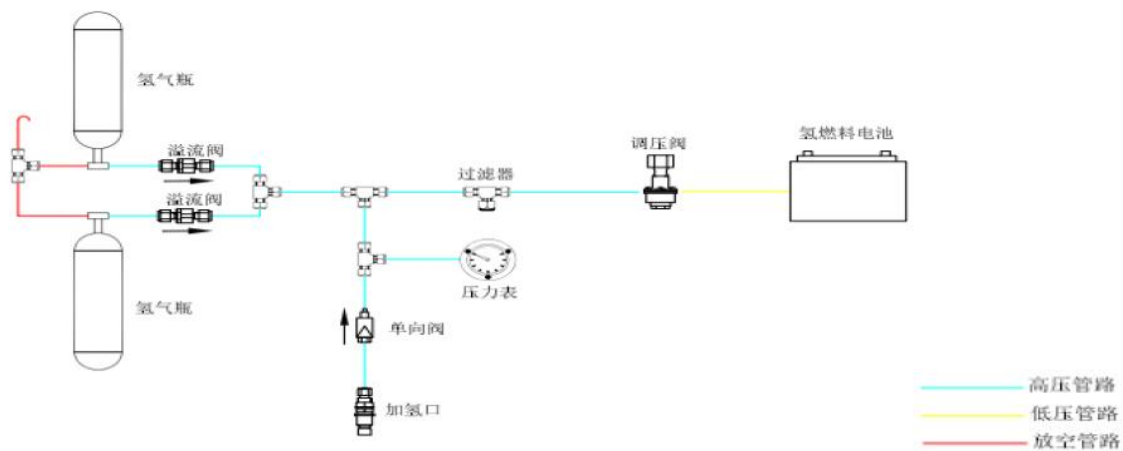 氢气瓶
溢流阀
溢流阀
氢气瓶
过滤器
调压阀
氢燃料电池
压力表
单向阀
加氢口
高压管路
低压管路
放空管路